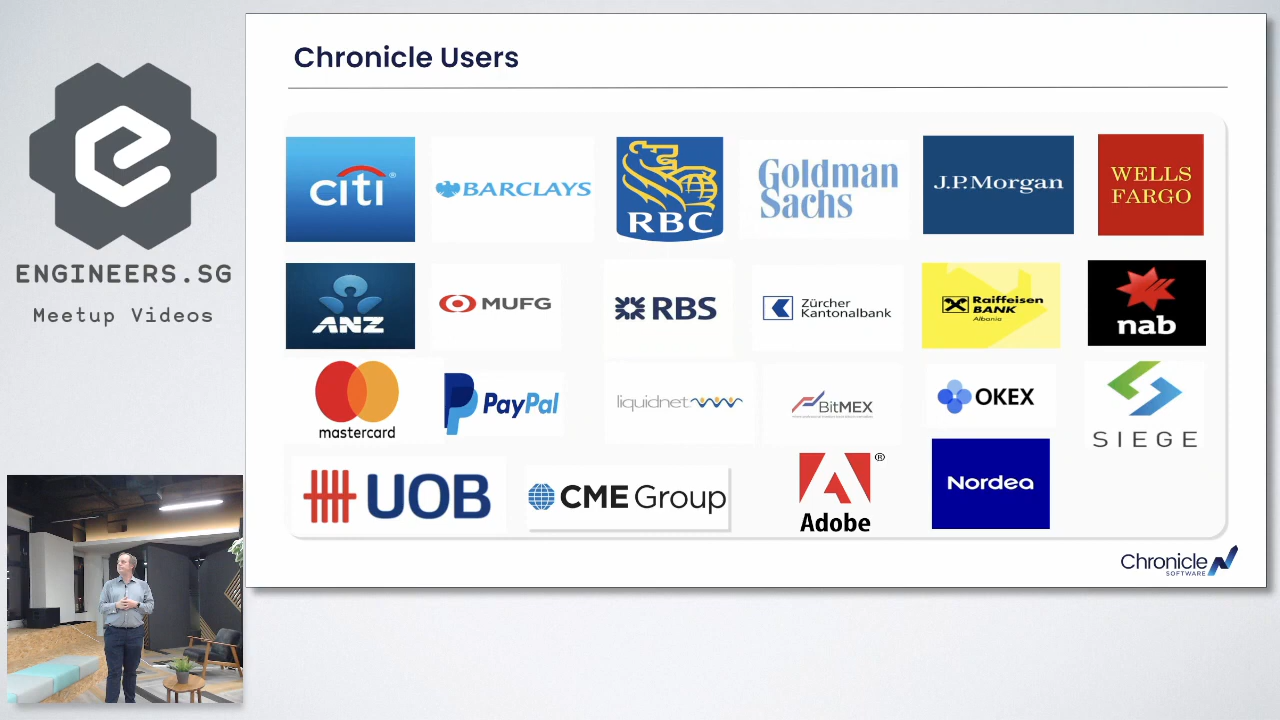 Chronicle Users
citi®
BARCLAYS
RBC
Goldman
Sachs
J.P.Morgan
WELLS
FARGO
ENGINEERS.SG
Meetup Videos
ANZ
MUFG
RBS
Zürcher
Kantonalbank
Raiffeisen
BANK
Albania
nab
mastercard
PayPal
liquidnet
BitMEX
OKEX
SIEGE
UOB
CME Group
Adobe®
Nordea
Chronicle
SOFTWARE